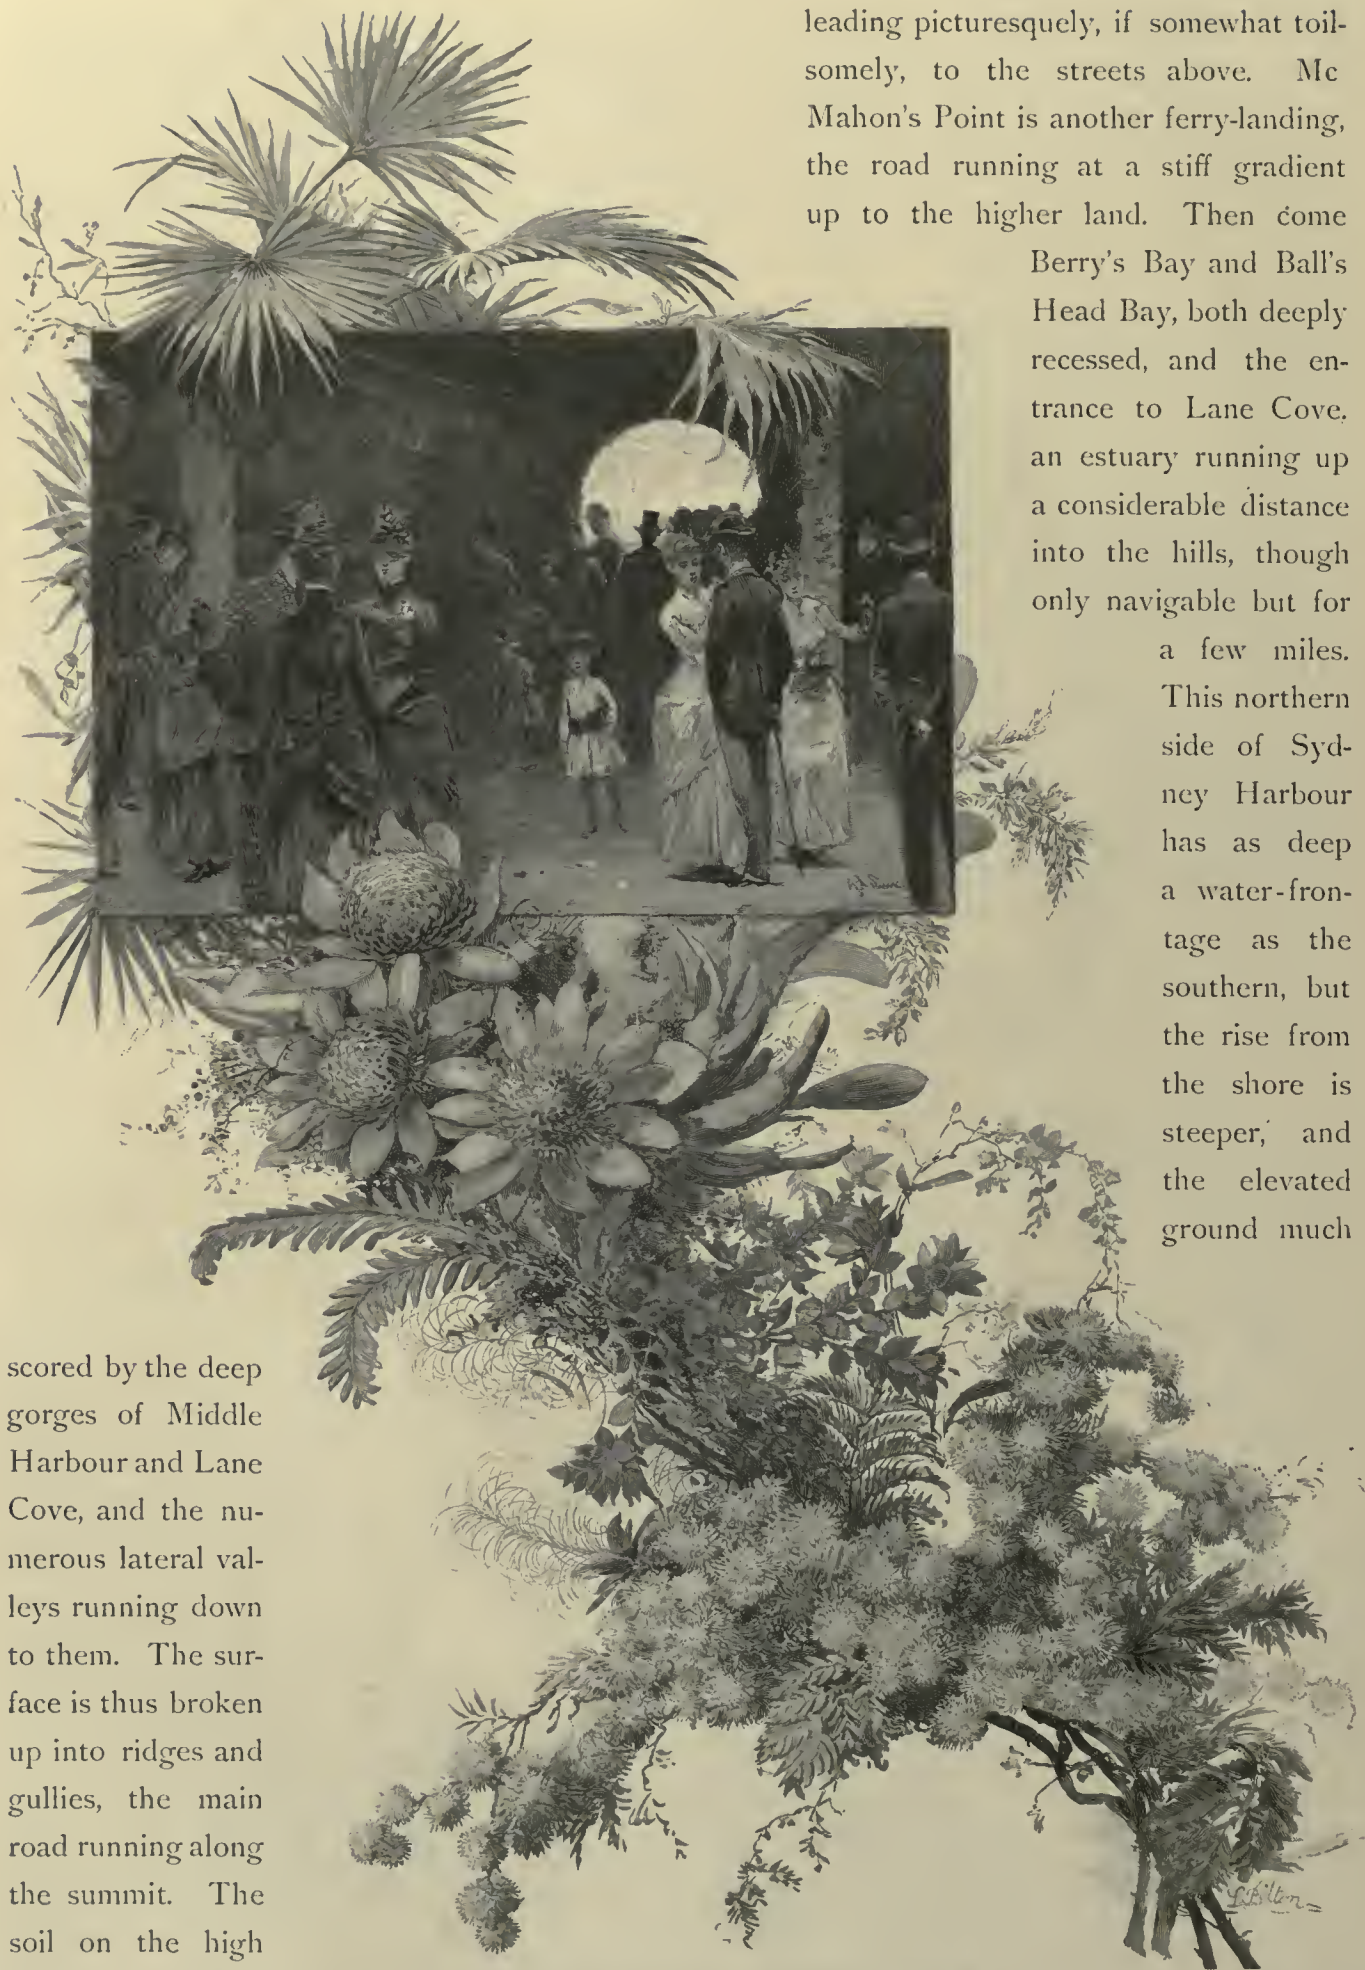 leading picturesquely, if somewhat toil-
somely, to the streets above. Mc
Mahon's Point is another ferry-landing,
the road running at a stiff gradient
up to the higher land. Then come
Berry's Bay and Ball's
Head Bay, both deeply
recessed, and the en-
trance to Lane Cove,
an estuary running up
a considerable distance
into the hills, though
only navigable but for
a few miles.
This northern
side of Syd-
ney Harbour
has as deep
a water-fron-
tage as the
southern, but
the rise from
the shore is
steeper, and
the elevated
ground much
scored by the deep
gorges of Middle
Harbour and Lane
Cove, and the nu-
merous lateral val-
leys running down
to them. The sur-
face is thus broken
up into ridges and
gullies, the main
road running along
the summit. The
soil on the high